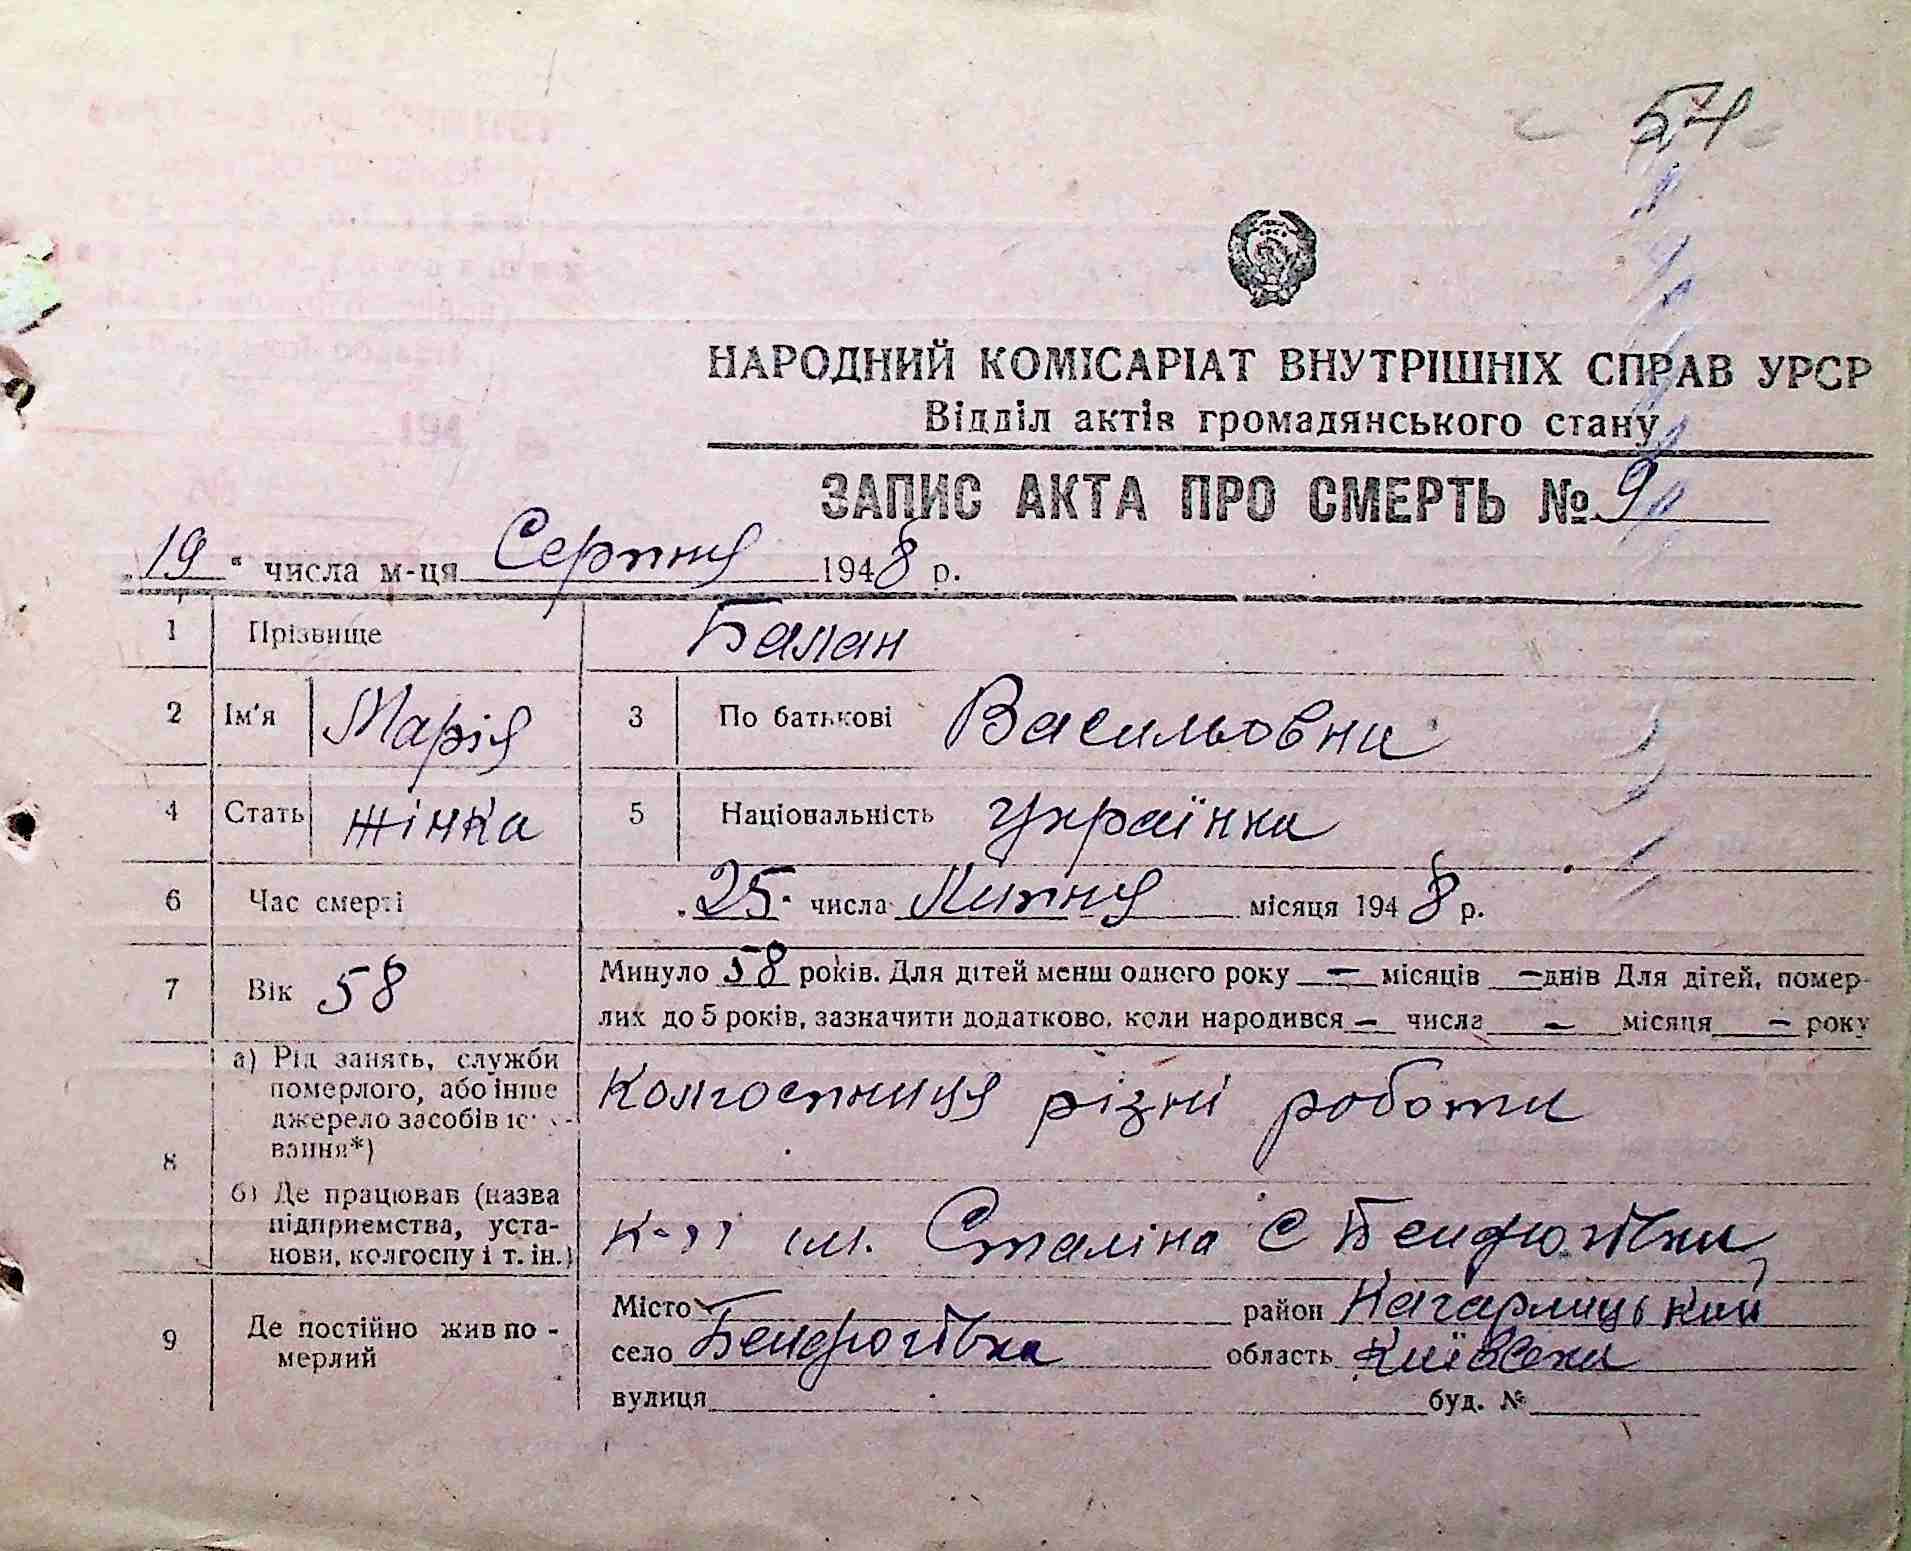 54
НАРОДНИЙ КОМІСАРІАТ ВНУТРІШНІХ СПРАВ УРСР
Відділ актів громадянського стану
ЗАПИС АКТА ПРО СМЕРТЬ № 9
„19“ числа м-ця Серпня 1948 р.
1 Прізвище Балан
2 Ім'я Марія 3 По батькові Васильовни
4 Стать жінка 5 Національність Українка
6 Час смерті „25“ числа Липня місяця 1948 р.
7 Вік 58 Минуло 58 років. Для дітей менш одного року — місяців — днів Для дітей, помер-
лих до 5 років, зазначити додатково, коли народився — числа — місяця — року
8 а) Рід занять, служби померлого, або інше джерело засобів існування*) Колгоспниця різні роботи
б) Де працював (назва підприємства, установи, колгоспу і т. ін.) к-п ім. Сталіна с Бендюгівки
9 Де постійно жив померлий Місто — район Кагарлицький
село Бендюгівка область Київська
вулиця буд. №